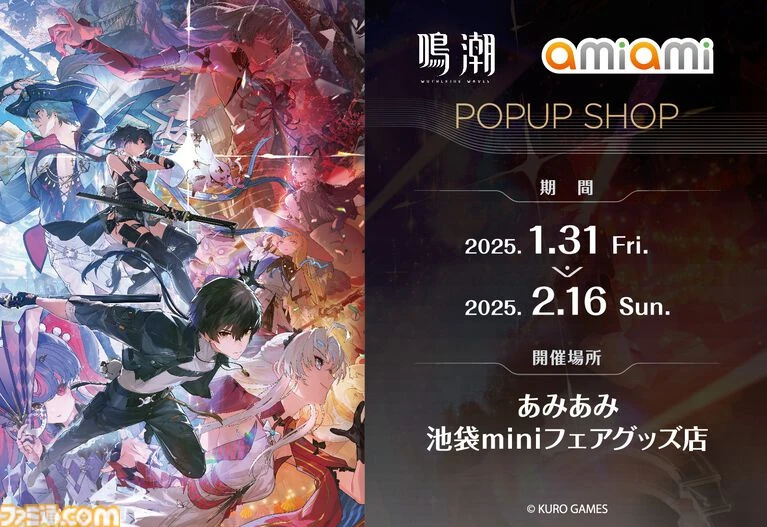 鳴潮
WUTHERING WAVES
amiami
POPUP SHOP
期 間
2025. 1.31 Fri.
2025. 2.16 Sun.
開催場所
あみあみ
池袋miniフェアグッズ店
© KURO GAMES
ファミ通.com